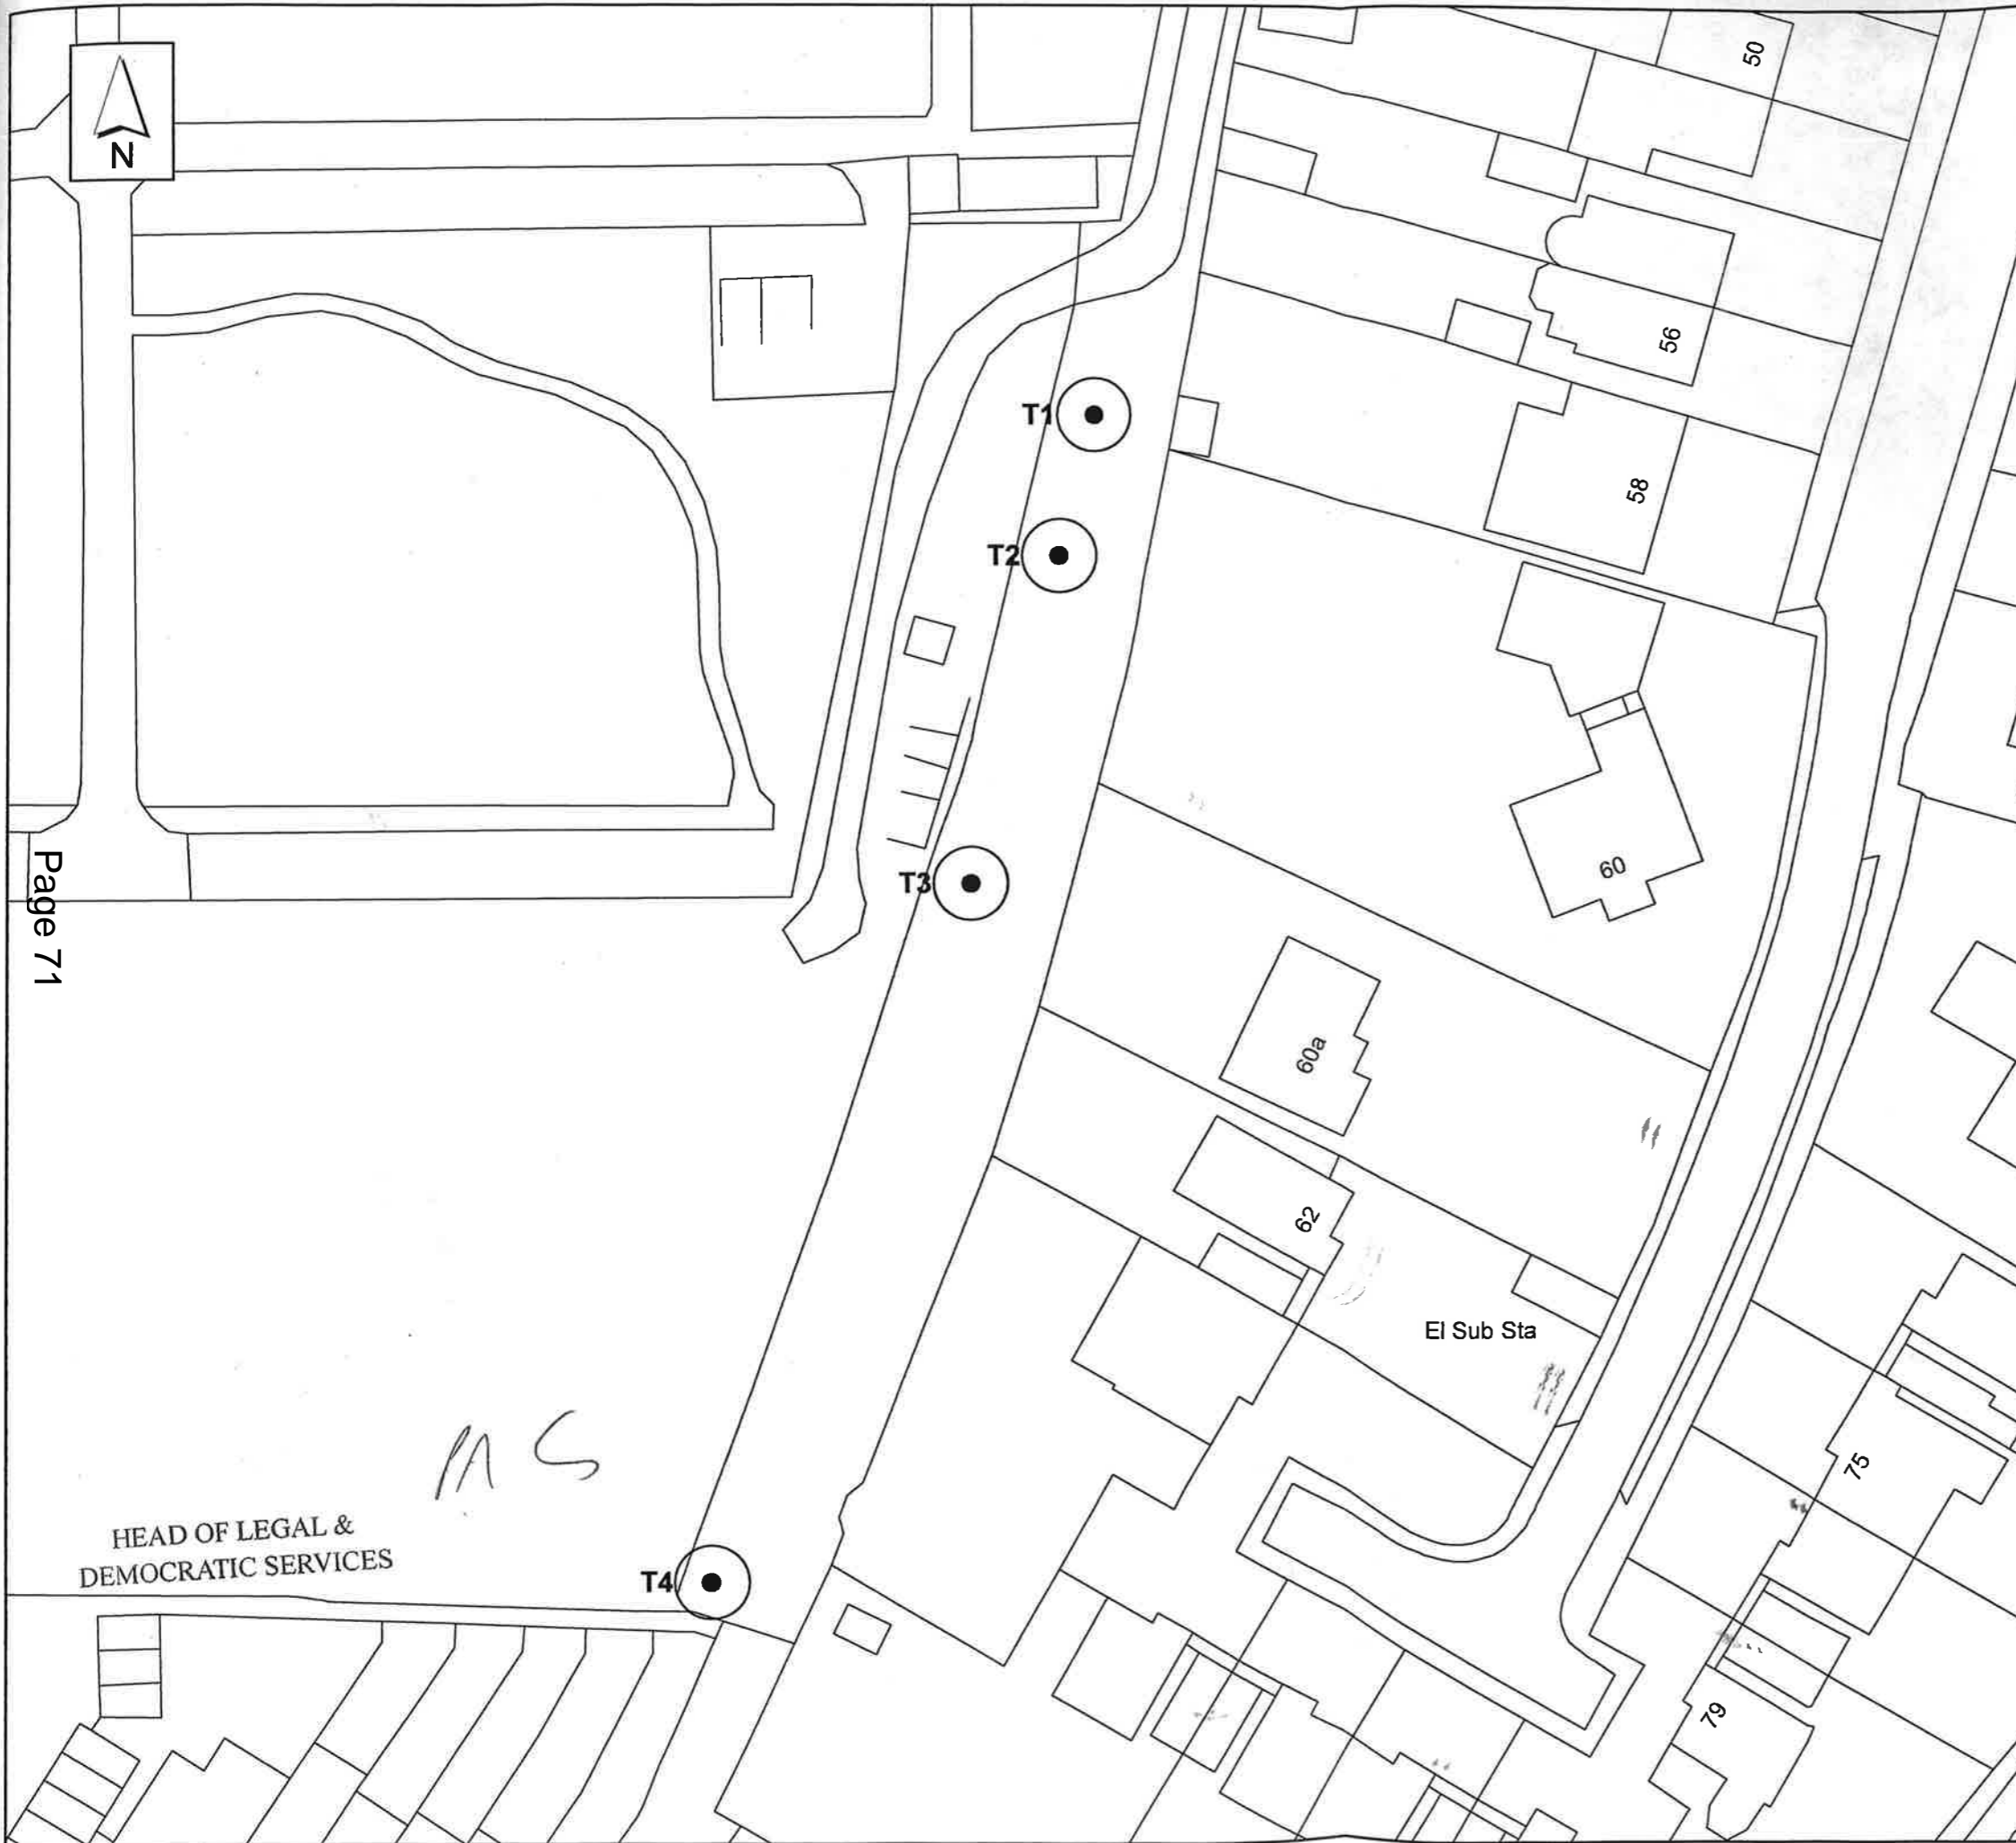 N
50
56
T1
58
T2
60
Page 71
T3
60a
62
El Sub Sta
75
HEAD OF LEGAL &
DEMOCRATIC SERVICES
T4
79